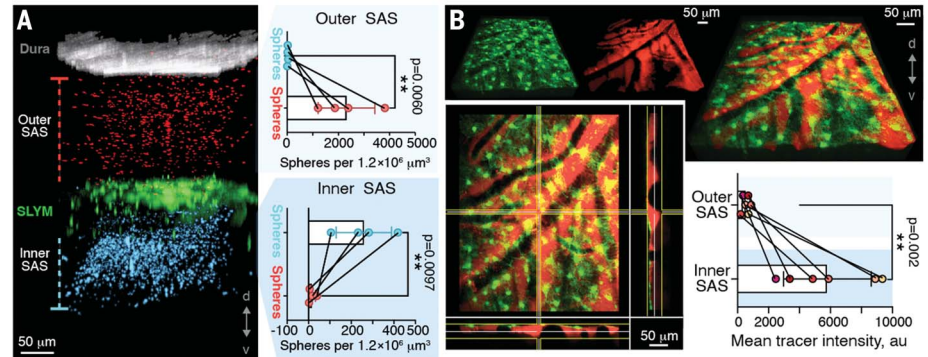 A
Dura
Outer
SAS
SLYM
Inner
SAS
50 µm
d
v
Outer SAS
Spheres
Spheres
p=0.0060
**
0 1000 2000 3000 4000 5000
Spheres per 1.2×10⁶ µm³
Inner SAS
Spheres
Spheres
p=0.0097
**
-100 0 100 200 300 400 500
Spheres per 1.2×10⁶ µm³
B
50 µm
50 µm
d
v
50 µm
Outer
SAS
Inner
SAS
p=0.002
**
0 2000 6000 10000
Mean tracer intensity, au